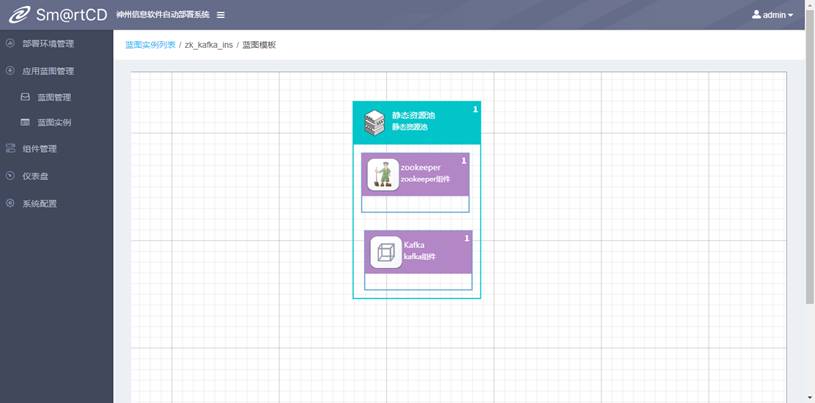 Sm@rtCD 神州信息软件自动部署系统 admin
部署环境管理
应用蓝图管理
蓝图管理
蓝图实例
组件管理
仪表盘
系统配置
蓝图实例列表 / zk_kafka_ins / 蓝图模板
静态资源池 1
静态资源池
zookeeper 1
zookeeper组件
Kafka 1
kafka组件